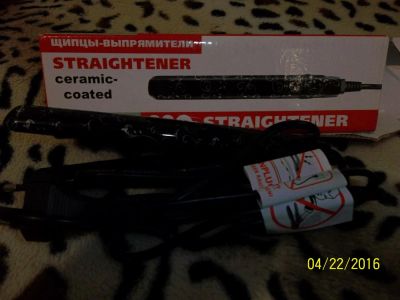 ЩИПЦЫ-ВЫПРЯМИТЕЛИ
STRAIGHTENER
ceramic-
coated
STRAIGHTENER
04/22/2016